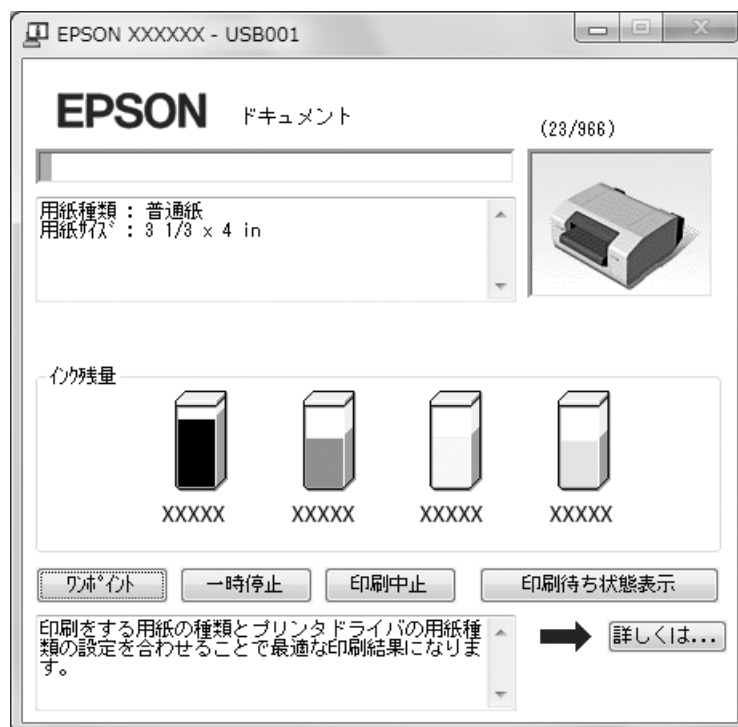 EPSON XXXXXX - USB001
EPSON ドキュメント
(23/966)
用紙種類 : 普通紙
用紙ｻｲｽﾞ : 3 1/3 x 4 in
ｲﾝｸ残量
XXXXX XXXXX XXXXX XXXXX
ﾜﾝﾎﾟｲﾝﾄ 一時停止 印刷中止 印刷待ち状態表示
印刷をする用紙の種類とプリンタドライバの用紙種
類の設定を合わせることで最適な印刷結果になりま
す。
詳しくは...